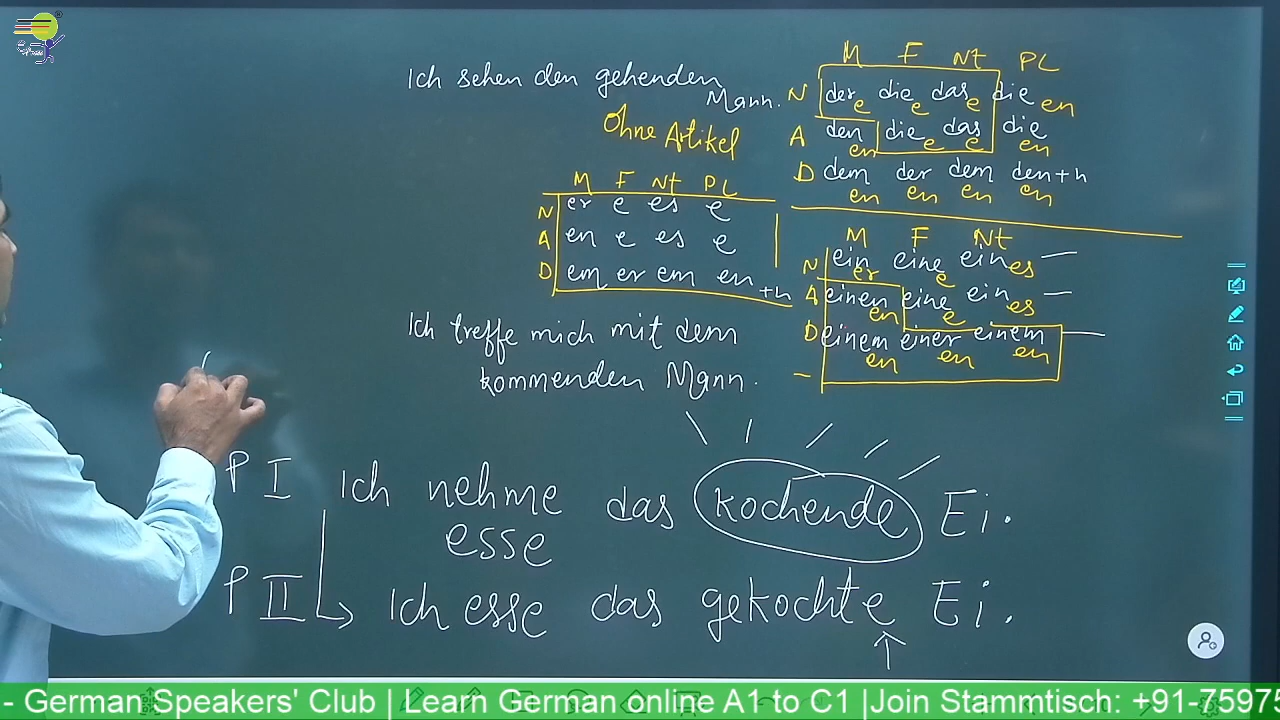 Ich sehen den gehenden
Mann.
Ohne Artikel
M F Nt PL
N er e es e
A en e es e
D em er em en +n
M F Nt PL
N der e die e das e die en
A den en die e das e die en
D dem en der en dem en den+n en
M F Nt
N ein er eine e ein es —
A einen en eine e ein es —
D einem en einer en einem en —
–
Ich treffe mich mit dem
kommenden Mann.
P I Ich nehme das kochende Ei.
esse
P II Ich esse das gekochte Ei.
- German Speakers' Club | Learn German online A1 to C1 |Join Stammtisch: +91-75975